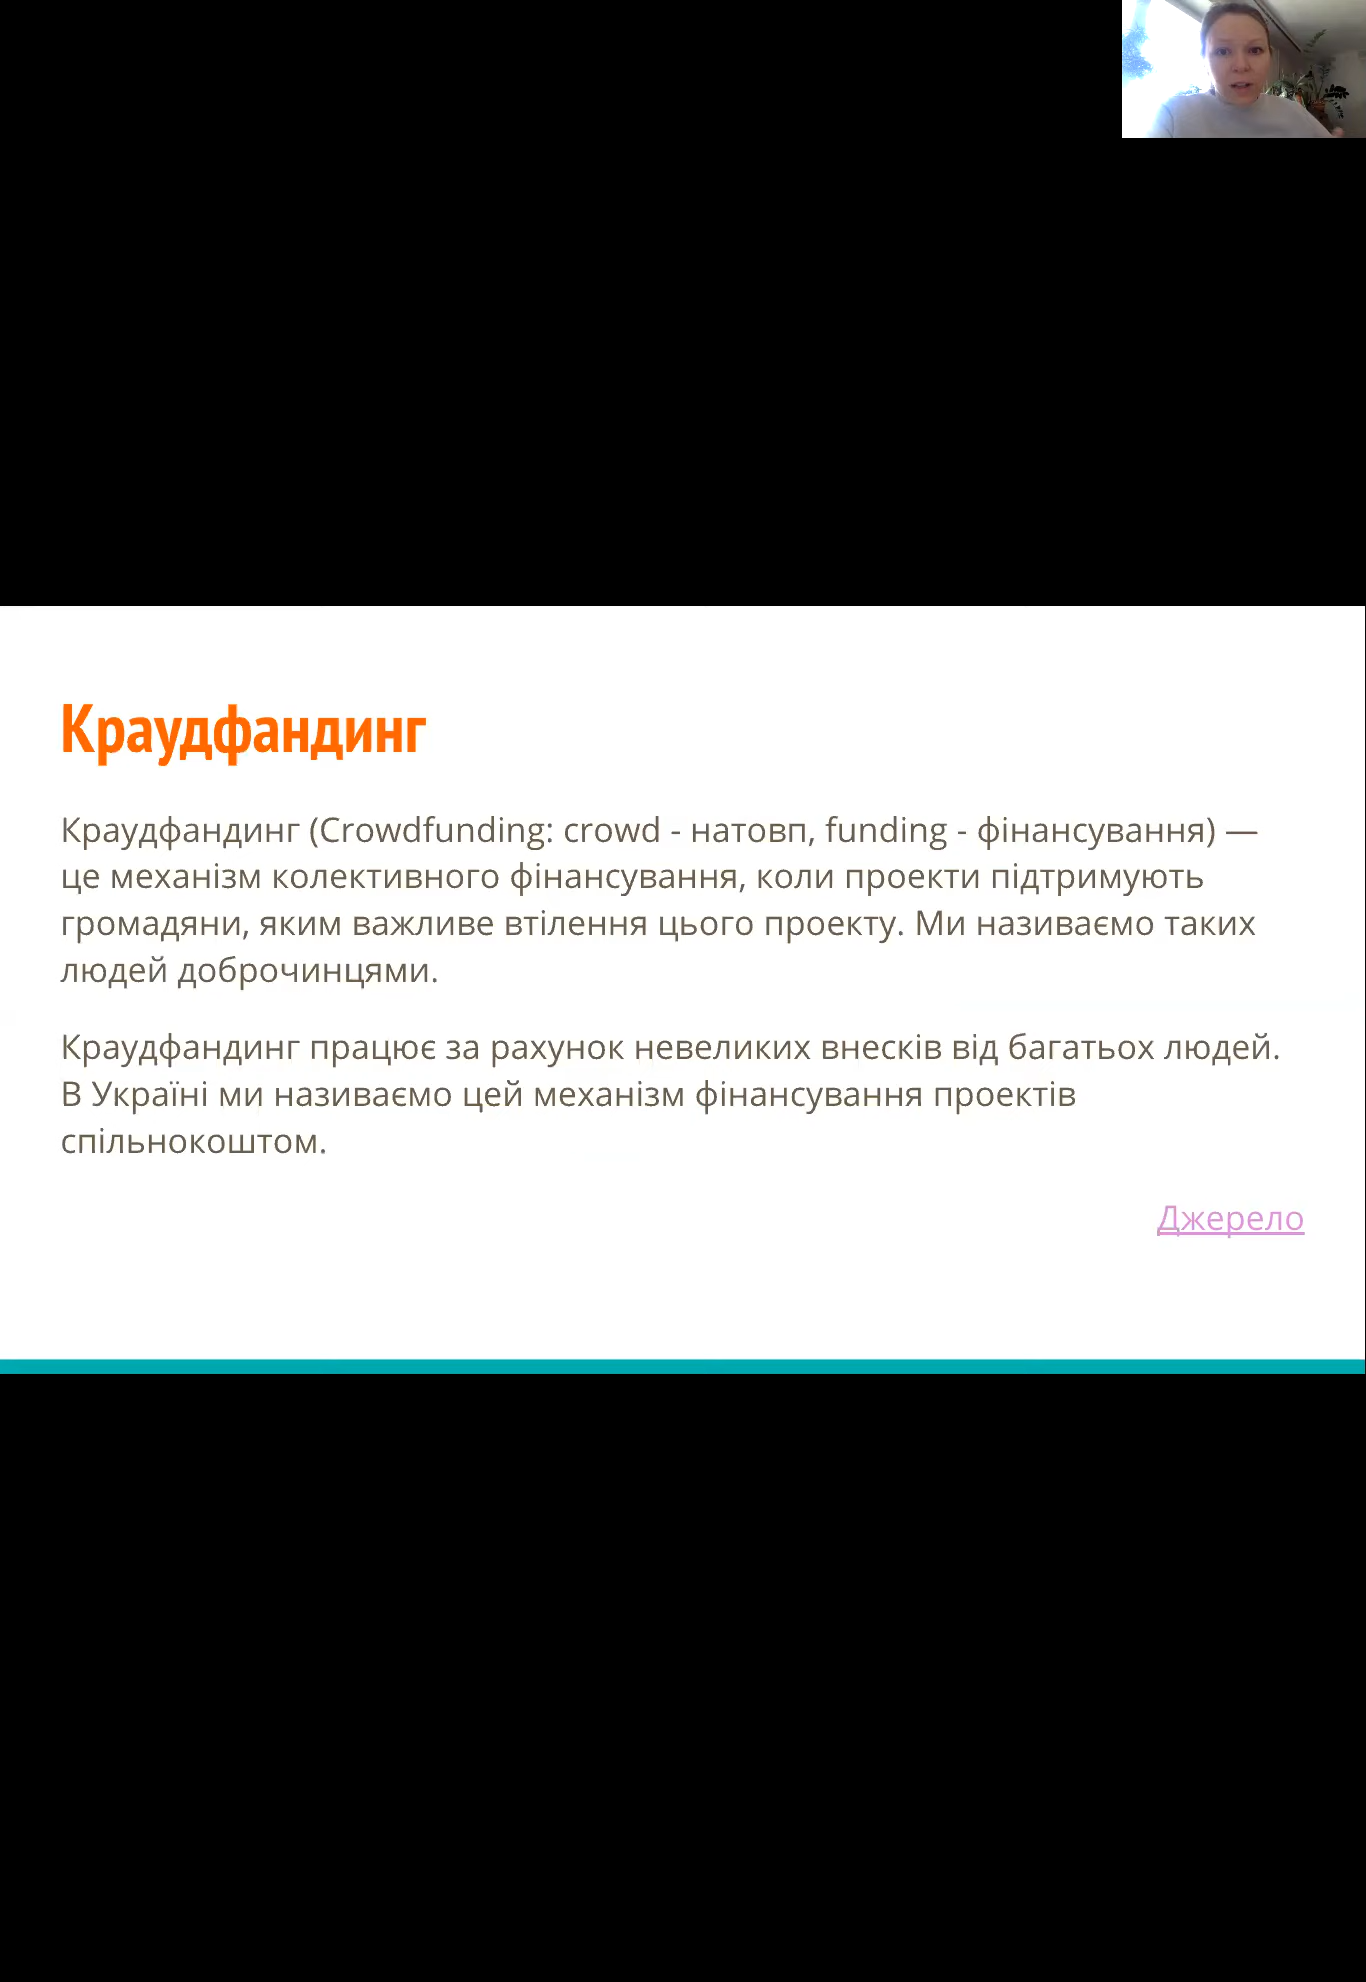 Краудфандинг
Краудфандинг (Crowdfunding: crowd - натовп, funding - фінансування) —
це механізм колективного фінансування, коли проекти підтримують
громадяни, яким важливе втілення цього проекту. Ми називаємо таких
людей доброчинцями.
Краудфандинг працює за рахунок невеликих внесків від багатьох людей.
В Україні ми називаємо цей механізм фінансування проектів
спільнокоштом.
Джерело